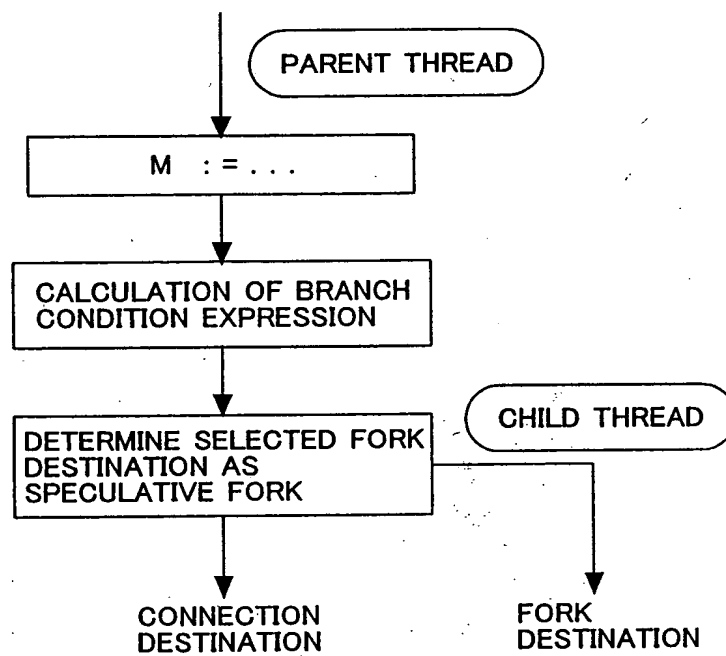 PARENT THREAD
M := . . .
CALCULATION OF BRANCH
CONDITION EXPRESSION
CHILD THREAD
DETERMINE SELECTED FORK
DESTINATION AS
SPECULATIVE FORK
CONNECTION
DESTINATION
FORK
DESTINATION